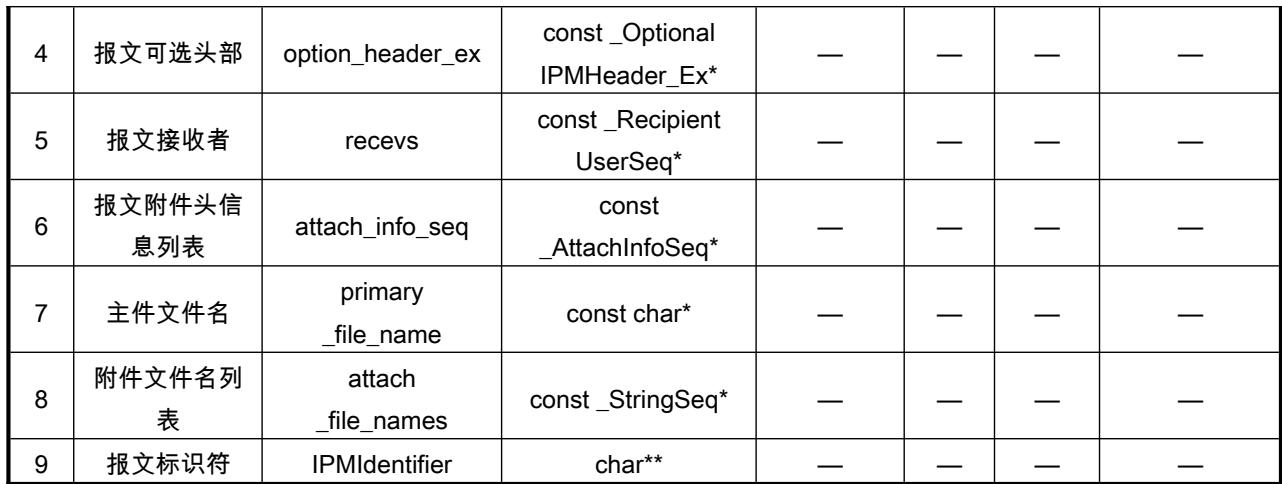 4 报文可选头部 option_header_ex const _Optional IPMHeader_Ex* — — — —
5 报文接收者 recevs const _Recipient UserSeq* — — — —
6 报文附件头信息列表 attach_info_seq const _AttachInfoSeq* — — — —
7 主件文件名 primary _file_name const char* — — — —
8 附件文件名列表 attach _file_names const _StringSeq* — — — —
9 报文标识符 IPMIdentifier char** — — — —